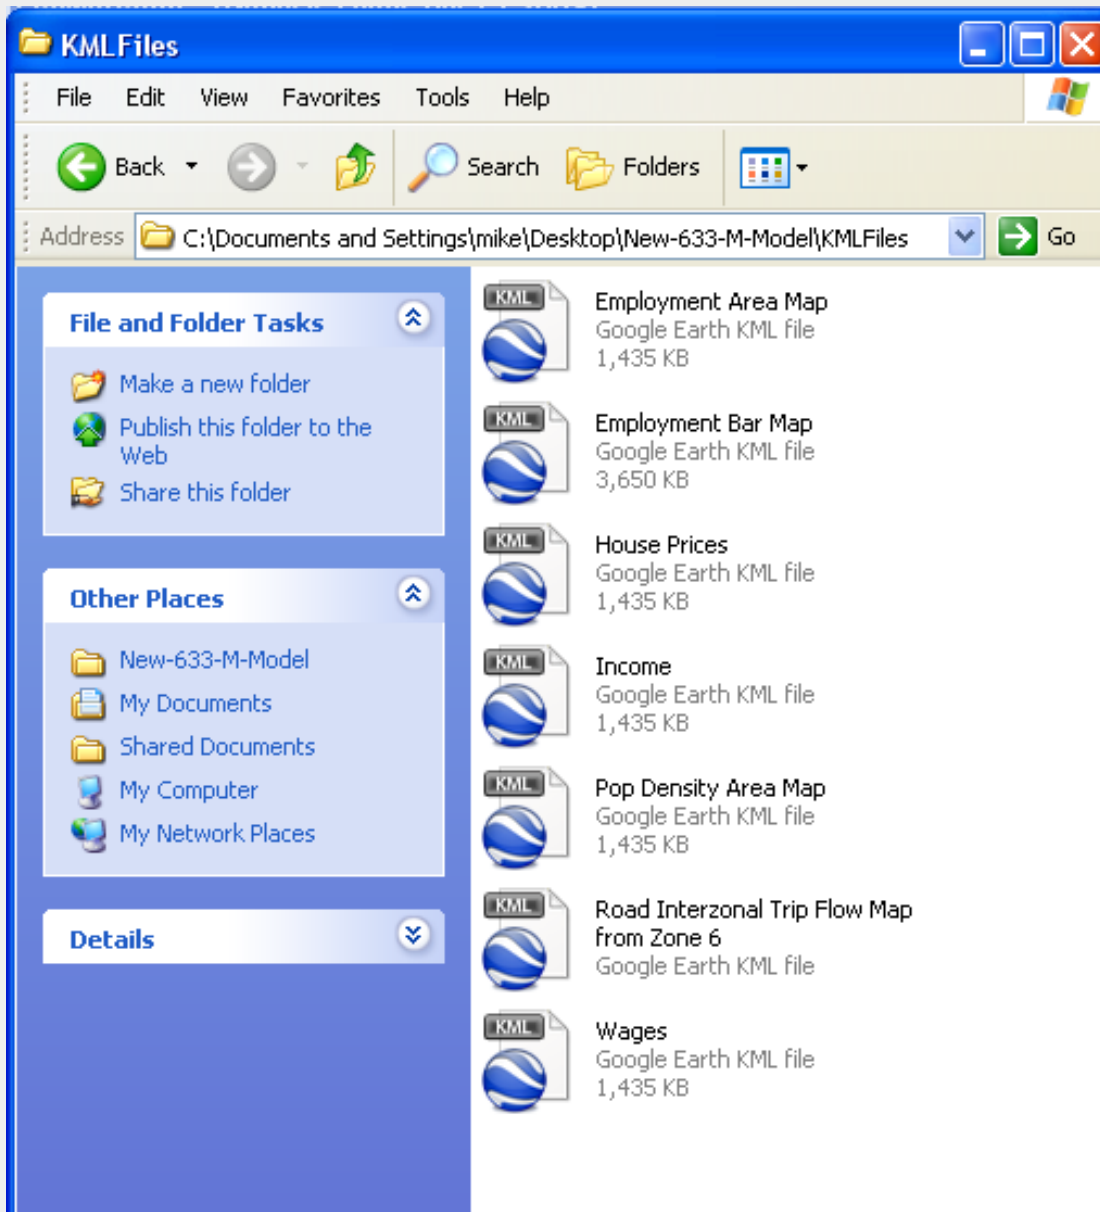 KMLFiles
File Edit View Favorites Tools Help
Back Search Folders
Address C:\Documents and Settings\mike\Desktop\New-633-M-Model\KMLFiles Go
File and Folder Tasks
Make a new folder
Publish this folder to the
Web
Share this folder
Other Places
New-633-M-Model
My Documents
Shared Documents
My Computer
My Network Places
Details
KML
Employment Area Map
Google Earth KML file
1,435 KB
KML
Employment Bar Map
Google Earth KML file
3,650 KB
KML
House Prices
Google Earth KML file
1,435 KB
KML
Income
Google Earth KML file
1,435 KB
KML
Pop Density Area Map
Google Earth KML file
1,435 KB
KML
Road Interzonal Trip Flow Map
from Zone 6
Google Earth KML file
KML
Wages
Google Earth KML file
1,435 KB